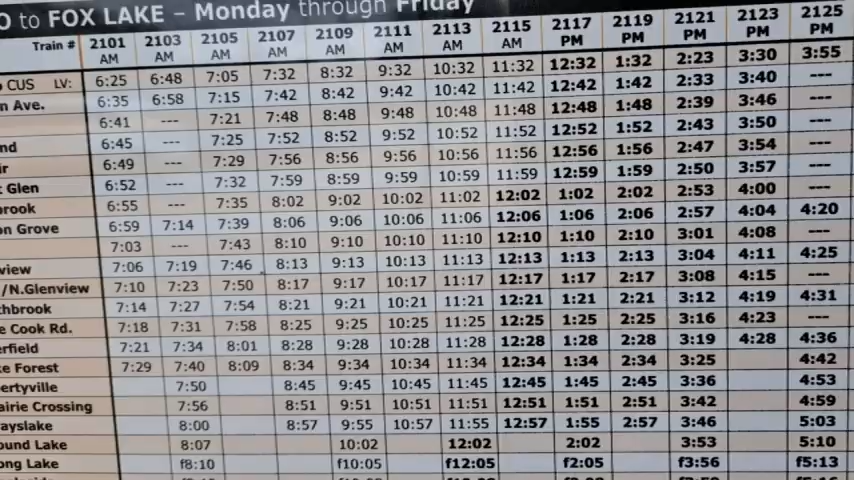 O to FOX LAKE – Monday through Friday
Train # 2101 2103 2105 2107 2109 2111 2113 2115 2117 2119 2121 2123 2125
AM AM AM AM AM AM AM AM PM PM PM PM PM
CUS LV: 6:25 6:48 7:05 7:32 8:32 9:32 10:32 11:32 12:32 1:32 2:23 3:30 3:55
n Ave. 6:35 6:58 7:15 7:42 8:42 9:42 10:42 11:42 12:42 1:42 2:33 3:40 ---
6:41 --- 7:21 7:48 8:48 9:48 10:48 11:48 12:48 1:48 2:39 3:46 ---
nd 6:45 --- 7:25 7:52 8:52 9:52 10:52 11:52 12:52 1:52 2:43 3:50 ---
ir 6:49 --- 7:29 7:56 8:56 9:56 10:56 11:56 12:56 1:56 2:47 3:54 ---
t Glen 6:52 --- 7:32 7:59 8:59 9:59 10:59 11:59 12:59 1:59 2:50 3:57 ---
brook 6:55 --- 7:35 8:02 9:02 10:02 11:02 12:02 1:02 2:02 2:53 4:00 ---
on Grove 6:59 7:14 7:39 8:06 9:06 10:06 11:06 12:06 1:06 2:06 2:57 4:04 4:20
7:03 --- 7:43 8:10 9:10 10:10 11:10 12:10 1:10 2:10 3:01 4:08 ---
view 7:06 7:19 7:46 8:13 9:13 10:13 11:13 12:13 1:13 2:13 3:04 4:11 4:25
/N.Glenview 7:10 7:23 7:50 8:17 9:17 10:17 11:17 12:17 1:17 2:17 3:08 4:15 ---
thbrook 7:14 7:27 7:54 8:21 9:21 10:21 11:21 12:21 1:21 2:21 3:12 4:19 4:31
e Cook Rd. 7:18 7:31 7:58 8:25 9:25 10:25 11:25 12:25 1:25 2:25 3:16 4:23 ---
erfield 7:21 7:34 8:01 8:28 9:28 10:28 11:28 12:28 1:28 2:28 3:19 4:28 4:36
ke Forest 7:29 7:40 8:09 8:34 9:34 10:34 11:34 12:34 1:34 2:34 3:25 4:42
ertyville 7:50 8:45 9:45 10:45 11:45 12:45 1:45 2:45 3:36 4:53
airie Crossing 7:56 8:51 9:51 10:51 11:51 12:51 1:51 2:51 3:42 4:59
ayslake 8:00 8:57 9:55 10:57 11:55 12:57 1:55 2:57 3:46 5:03
ound Lake 8:07 10:02 12:02 2:02 3:53 5:10
ong Lake f8:10 f10:05 f12:05 f2:05 f3:56 f5:13